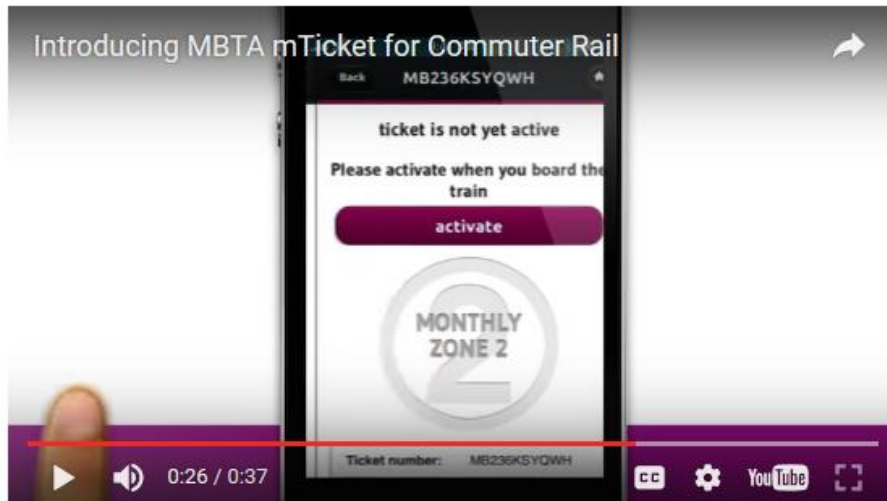 Introducing MBTA mTicket for Commuter Rail
Back MB236KSYQWH
ticket is not yet active
Please activate when you board the
train
activate
2
MONTHLY
ZONE 2
Ticket number: MB236KSYQWH
0:26 / 0:37 CC YouTube